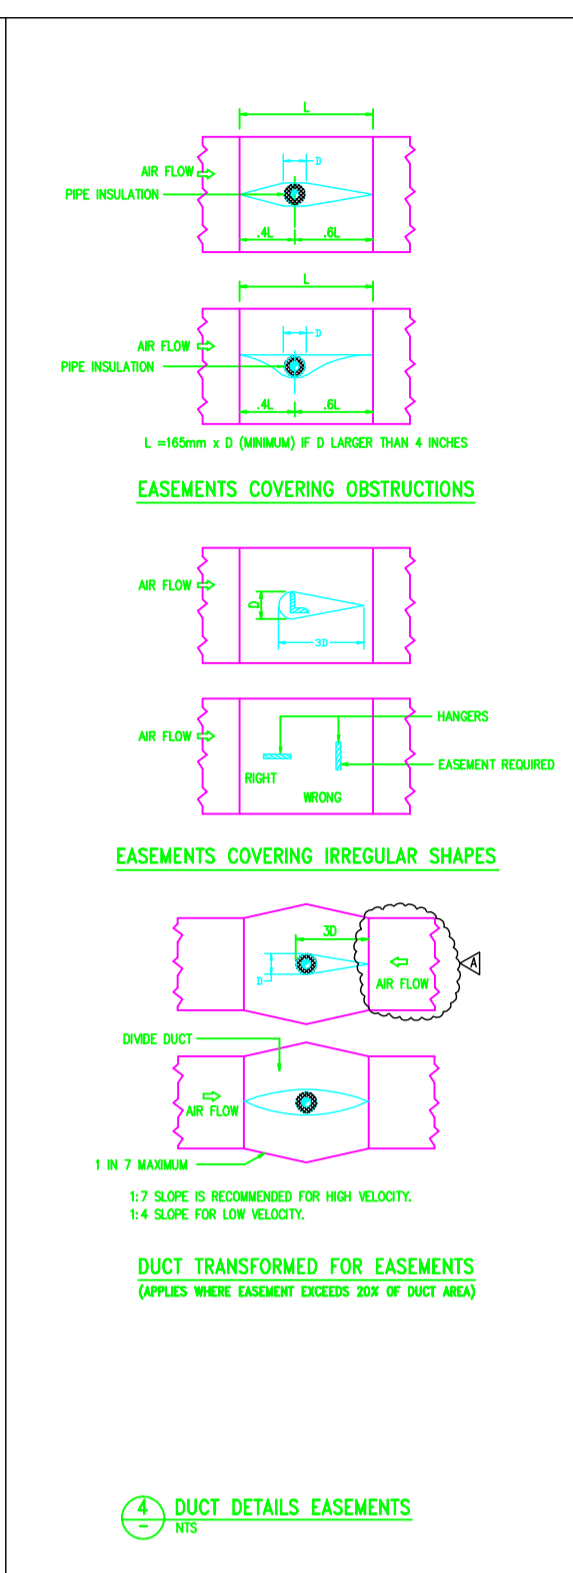 L
AIR FLOW
D
PIPE INSULATION
.4L
.6L
L
AIR FLOW
D
PIPE INSULATION
.4L
.6L
L =165mm x D (MINIMUM) IF D LARGER THAN 4 INCHES
EASEMENTS COVERING OBSTRUCTIONS
AIR FLOW
D
3D
HANGERS
AIR FLOW
EASEMENT REQUIRED
RIGHT
WRONG
EASEMENTS COVERING IRREGULAR SHAPES
3D
A
D
AIR FLOW
DIVIDE DUCT
AIR FLOW
1 IN 7 MAXIMUM
1:7 SLOPE IS RECOMMENDED FOR HIGH VELOCITY.
1:4 SLOPE FOR LOW VELOCITY.
DUCT TRANSFORMED FOR EASEMENTS
(APPLIES WHERE EASEMENT EXCEEDS 20% OF DUCT AREA)
4
DUCT DETAILS EASEMENTS
–
NTS